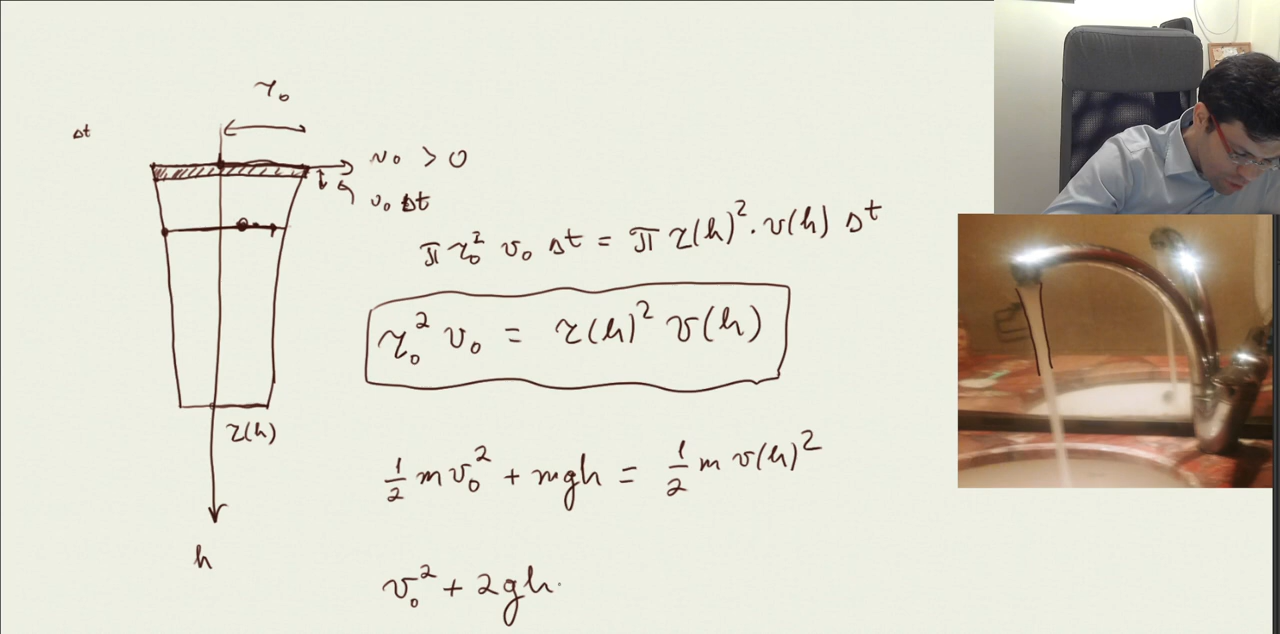 r₀
Δt
v₀ > 0
v₀ Δt
π r₀² v₀ Δt = π r(h)² · v(h) Δt
r₀² v₀ = r(h)² v(h)
r(h)
½ m v₀² + mgh = ½ m v(h)²
h
v₀² + 2gh